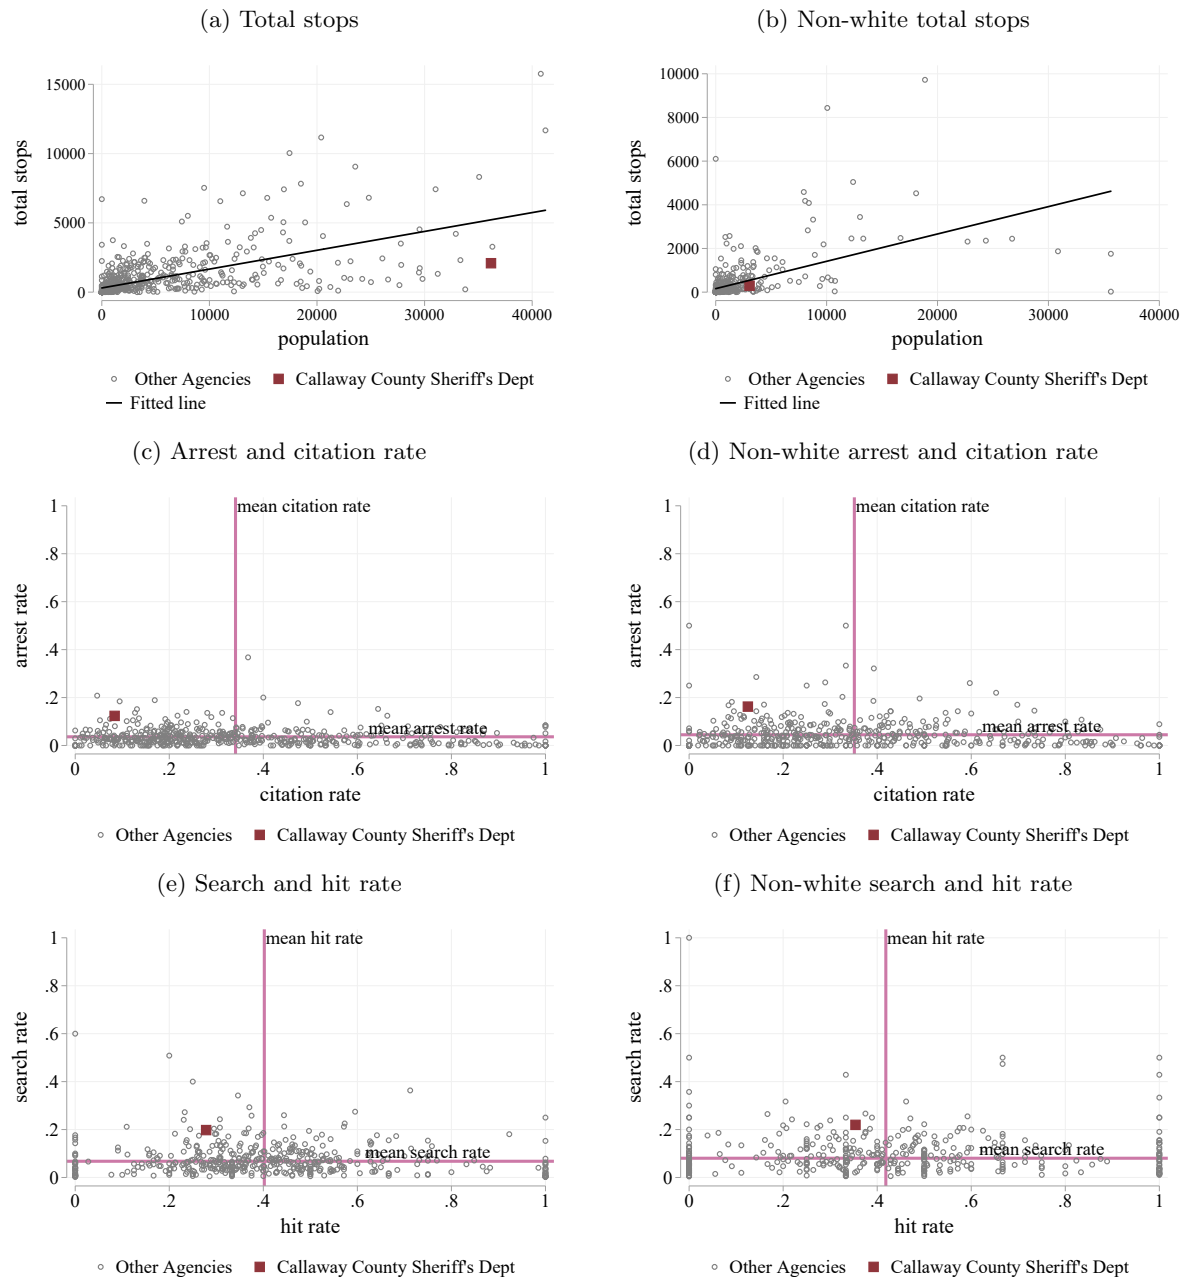 (a) Total stops
(b) Non-white total stops
total stops
15000
10000
5000
0
0 10000 20000 30000 40000
population
Other Agencies Callaway County Sheriff's Dept
Fitted line
total stops
10000
8000
6000
4000
2000
0
0 10000 20000 30000 40000
population
Other Agencies Callaway County Sheriff's Dept
Fitted line
(c) Arrest and citation rate
(d) Non-white arrest and citation rate
arrest rate
1
.8
.6
.4
.2
0
mean citation rate
mean arrest rate
0 .2 .4 .6 .8 1
citation rate
Other Agencies Callaway County Sheriff's Dept
arrest rate
1
.8
.6
.4
.2
0
mean citation rate
mean arrest rate
0 .2 .4 .6 .8 1
citation rate
Other Agencies Callaway County Sheriff's Dept
(e) Search and hit rate
(f) Non-white search and hit rate
search rate
1
.8
.6
.4
.2
0
mean hit rate
mean search rate
0 .2 .4 .6 .8 1
hit rate
Other Agencies Callaway County Sheriff's Dept
search rate
1
.8
.6
.4
.2
0
mean hit rate
mean search rate
0 .2 .4 .6 .8 1
hit rate
Other Agencies Callaway County Sheriff's Dept